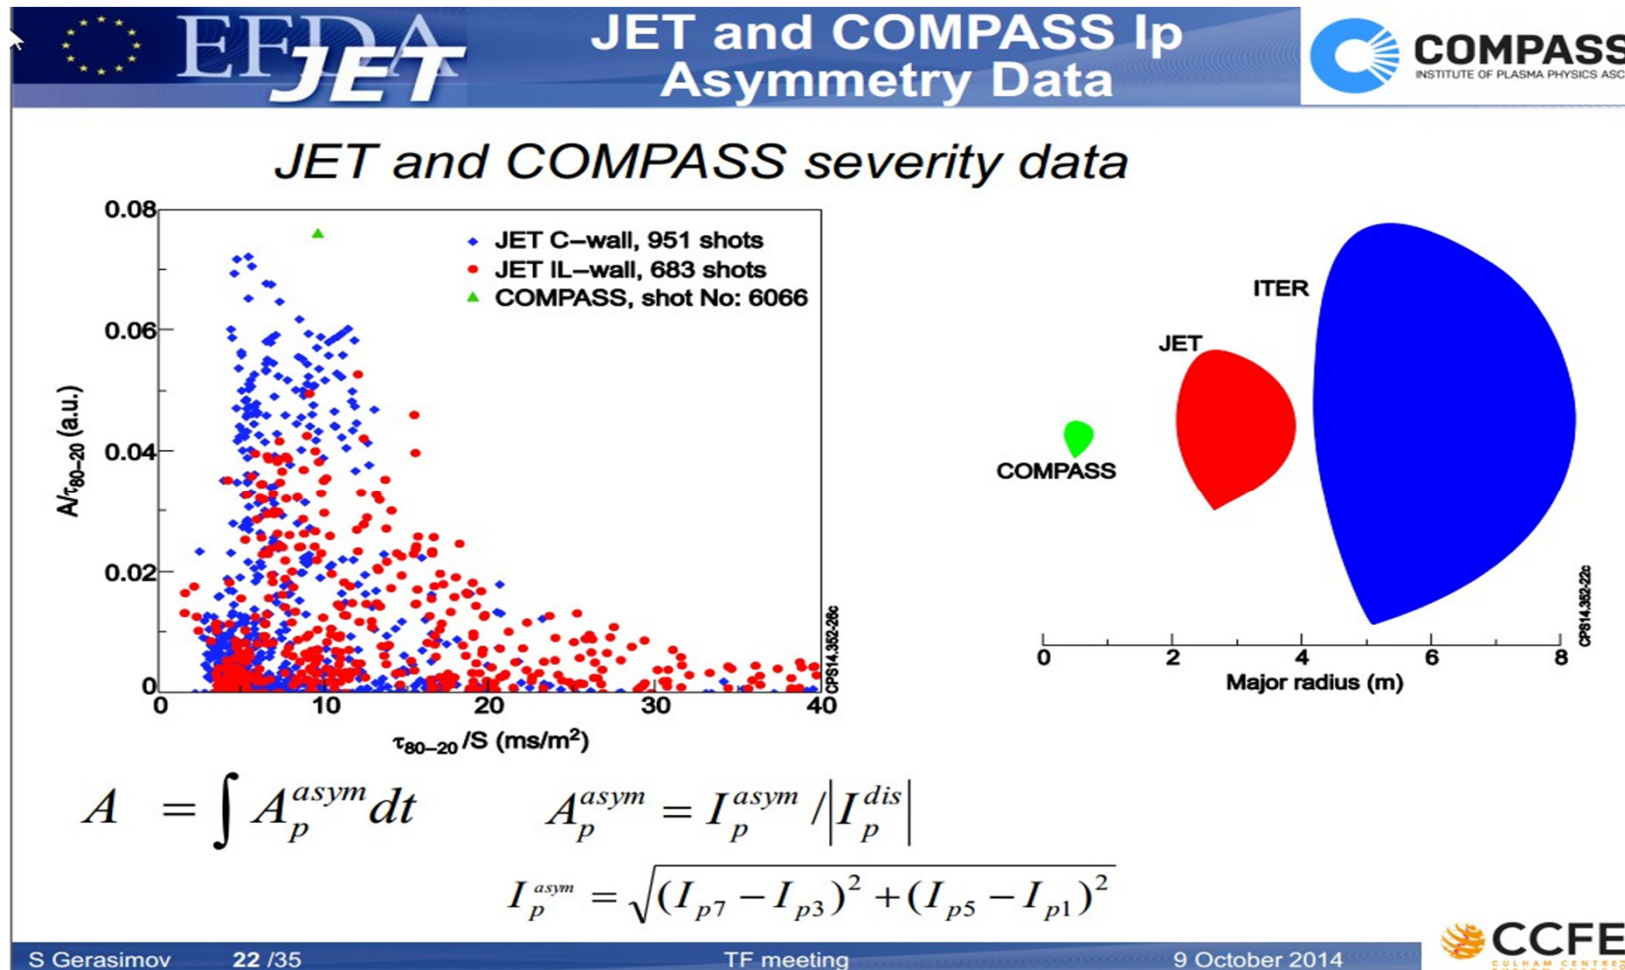 EFDA
JET
JET and COMPASS Ip
Asymmetry Data
COMPASS
INSTITUTE OF PLASMA PHYSICS ASC
JET and COMPASS severity data
0.08
0.06
0.04
0.02
0
A/τ80–20 (a.u.)
JET C–wall, 951 shots
JET IL–wall, 683 shots
COMPASS, shot No: 6066
0 10 20 30 40
τ80–20 /S (ms/m²)
CPS14.352-26c
ITER
JET
COMPASS
0 2 4 6 8
Major radius (m)
CPS14.352-22c
A = ∫ A_p^asym dt
A_p^asym = I_p^asym / |I_p^dis|
I_p^asym = √((I_p7 − I_p3)² + (I_p5 − I_p1)²)
S Gerasimov 22 /35 TF meeting 9 October 2014
CCFE
CULHAM CENTRE